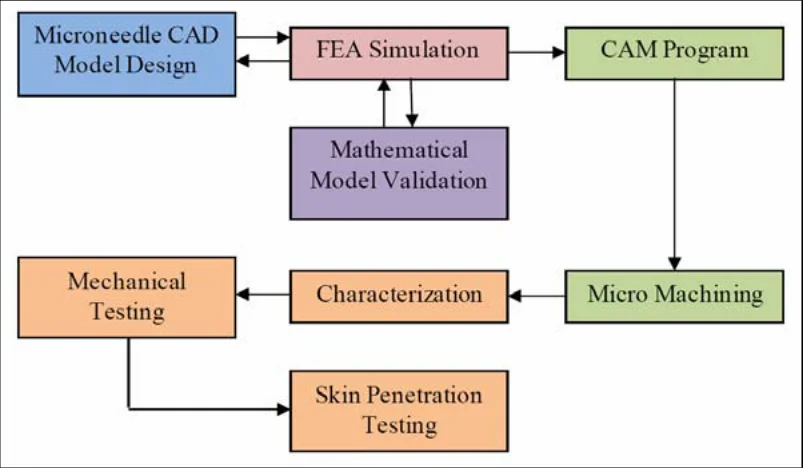 Microneedle CAD
Model Design
FEA Simulation
CAM Program
Mathematical
Model Validation
Mechanical
Testing
Characterization
Micro Machining
Skin Penetration
Testing